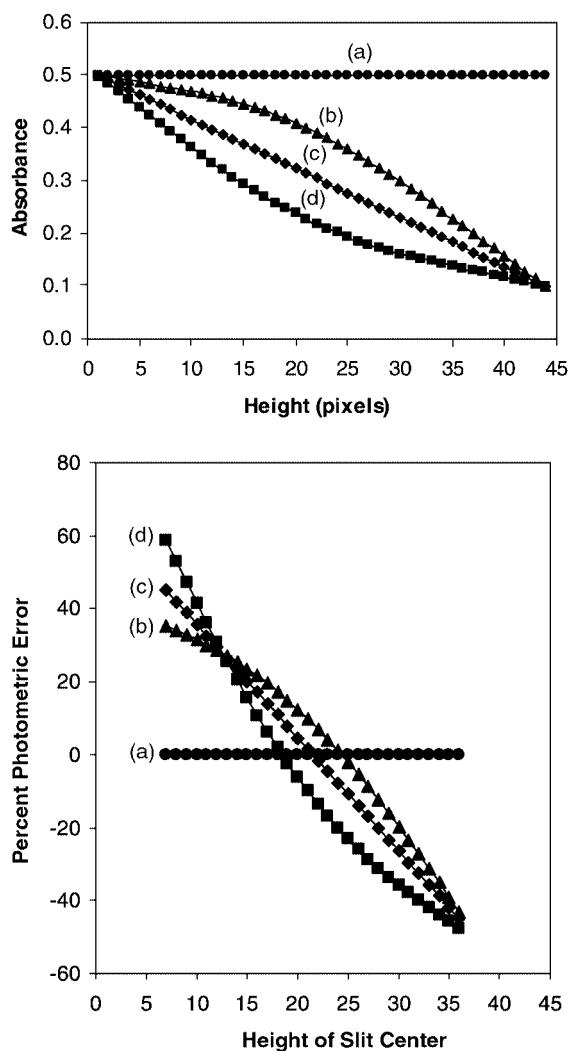 0.6
(a)
0.5
(b)
0.4
(c)
0.3
(d)
0.2
0.1
0.0
Absorbance
0 5 10 15 20 25 30 35 40 45
Height (pixels)
80
60
(d)
(c)
40
(b)
20
(a)
0
-20
-40
-60
Percent Photometric Error
0 5 10 15 20 25 30 35 40 45
Height of Slit Center